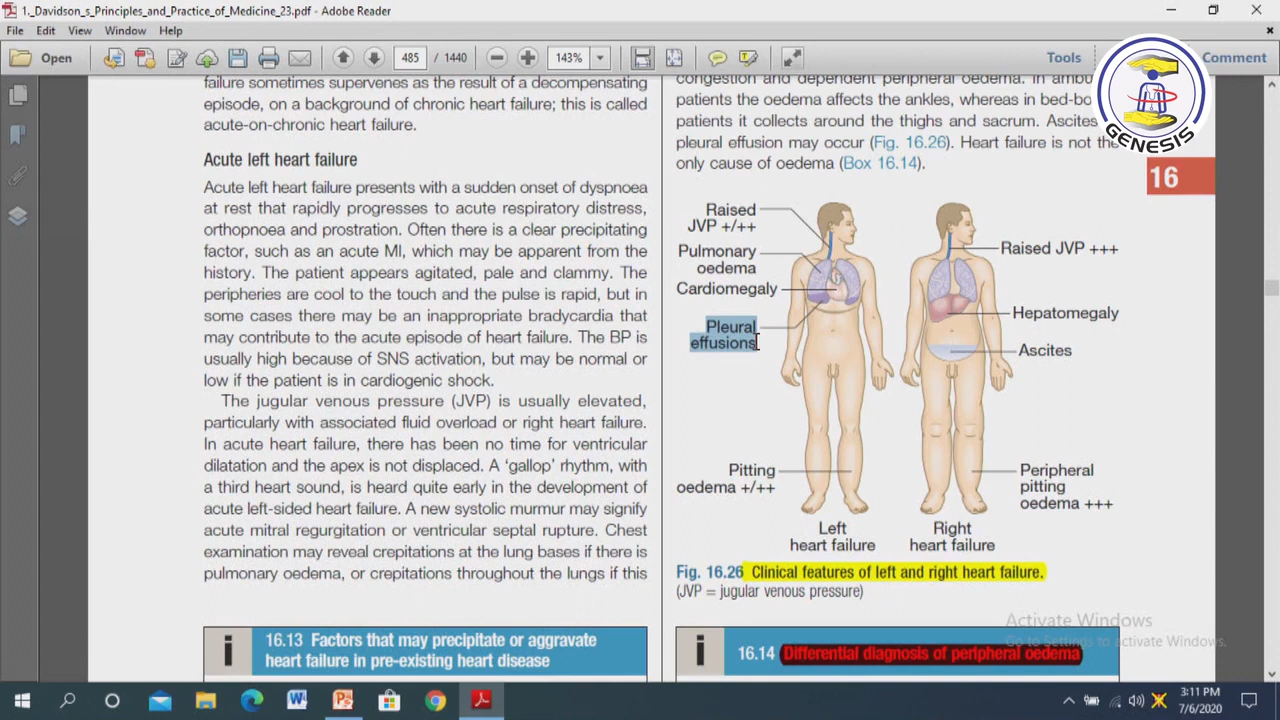 1._Davidson_s_Principles_and_Practice_of_Medicine_23.pdf - Adobe Reader
File Edit View Window Help
Open 485 / 1440 143% Tools Comment
GENESIS
failure sometimes supervenes as the result of a decompensating
episode, on a background of chronic heart failure; this is called
acute-on-chronic heart failure.
Acute left heart failure
Acute left heart failure presents with a sudden onset of dyspnoea
at rest that rapidly progresses to acute respiratory distress,
orthopnoea and prostration. Often there is a clear precipitating
factor, such as an acute MI, which may be apparent from the
history. The patient appears agitated, pale and clammy. The
peripheries are cool to the touch and the pulse is rapid, but in
some cases there may be an inappropriate bradycardia that
may contribute to the acute episode of heart failure. The BP is
usually high because of SNS activation, but may be normal or
low if the patient is in cardiogenic shock.
The jugular venous pressure (JVP) is usually elevated,
particularly with associated fluid overload or right heart failure.
In acute heart failure, there has been no time for ventricular
dilatation and the apex is not displaced. A ‘gallop’ rhythm, with
a third heart sound, is heard quite early in the development of
acute left-sided heart failure. A new systolic murmur may signify
acute mitral regurgitation or ventricular septal rupture. Chest
examination may reveal crepitations at the lung bases if there is
pulmonary oedema, or crepitations throughout the lungs if this
i 16.13 Factors that may precipitate or aggravate
heart failure in pre-existing heart disease
congestion and dependent peripheral oedema. In
patients the oedema affects the ankles, whereas in
patients it collects around the thighs and sacrum. Ascites
pleural effusion may occur (Fig. 16.26). Heart failure is not the
only cause of oedema (Box 16.14).
16
Raised
JVP +/++
Pulmonary
oedema
Cardiomegaly
Pleural
effusions
Pitting
oedema +/++
Left
heart failure
Raised JVP +++
Hepatomegaly
Ascites
Peripheral
pitting
oedema +++
Right
heart failure
Fig. 16.26 Clinical features of left and right heart failure.
(JVP = jugular venous pressure)
i 16.14 Differential diagnosis of peripheral oedema
Activate Windows
Go to Settings to activate Windows.
3:11 PM
7/6/2020